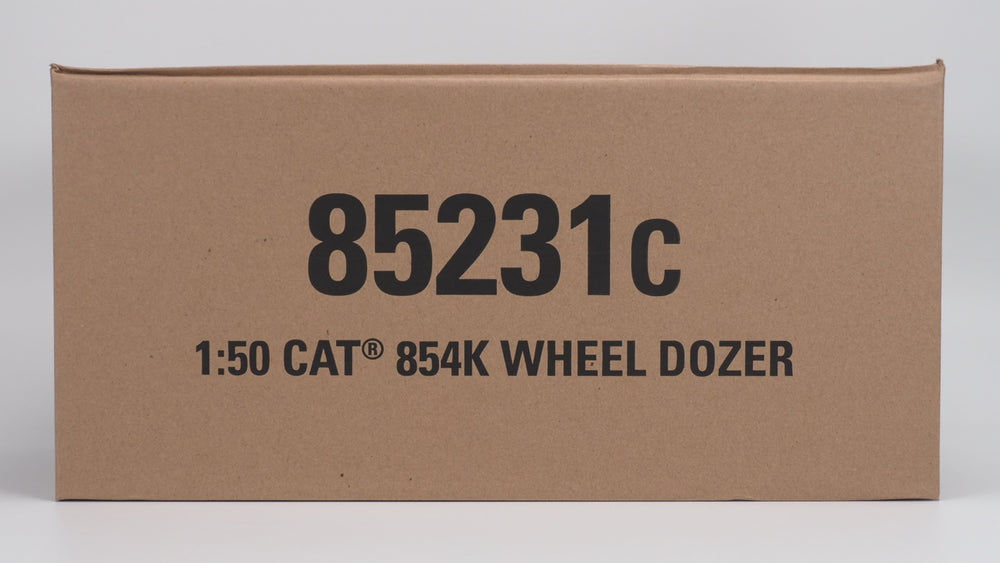 85231c
1:50 CAT® 854K WHEEL DOZER